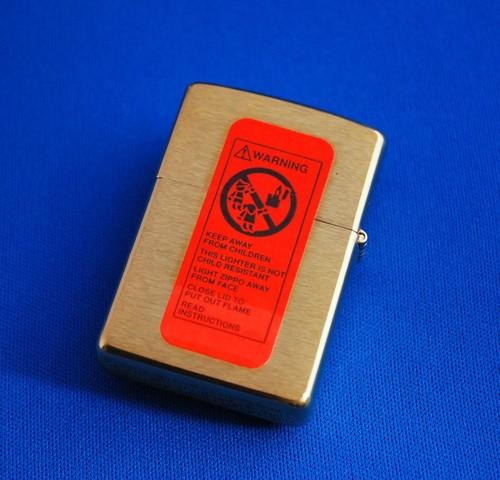 WARNING
KEEP AWAY
FROM CHILDREN
THIS LIGHTER IS NOT
CHILD RESISTANT
LIGHT ZIPPO AWAY
FROM FACE
CLOSE LID TO
PUT OUT FLAME
READ
INSTRUCTIONS